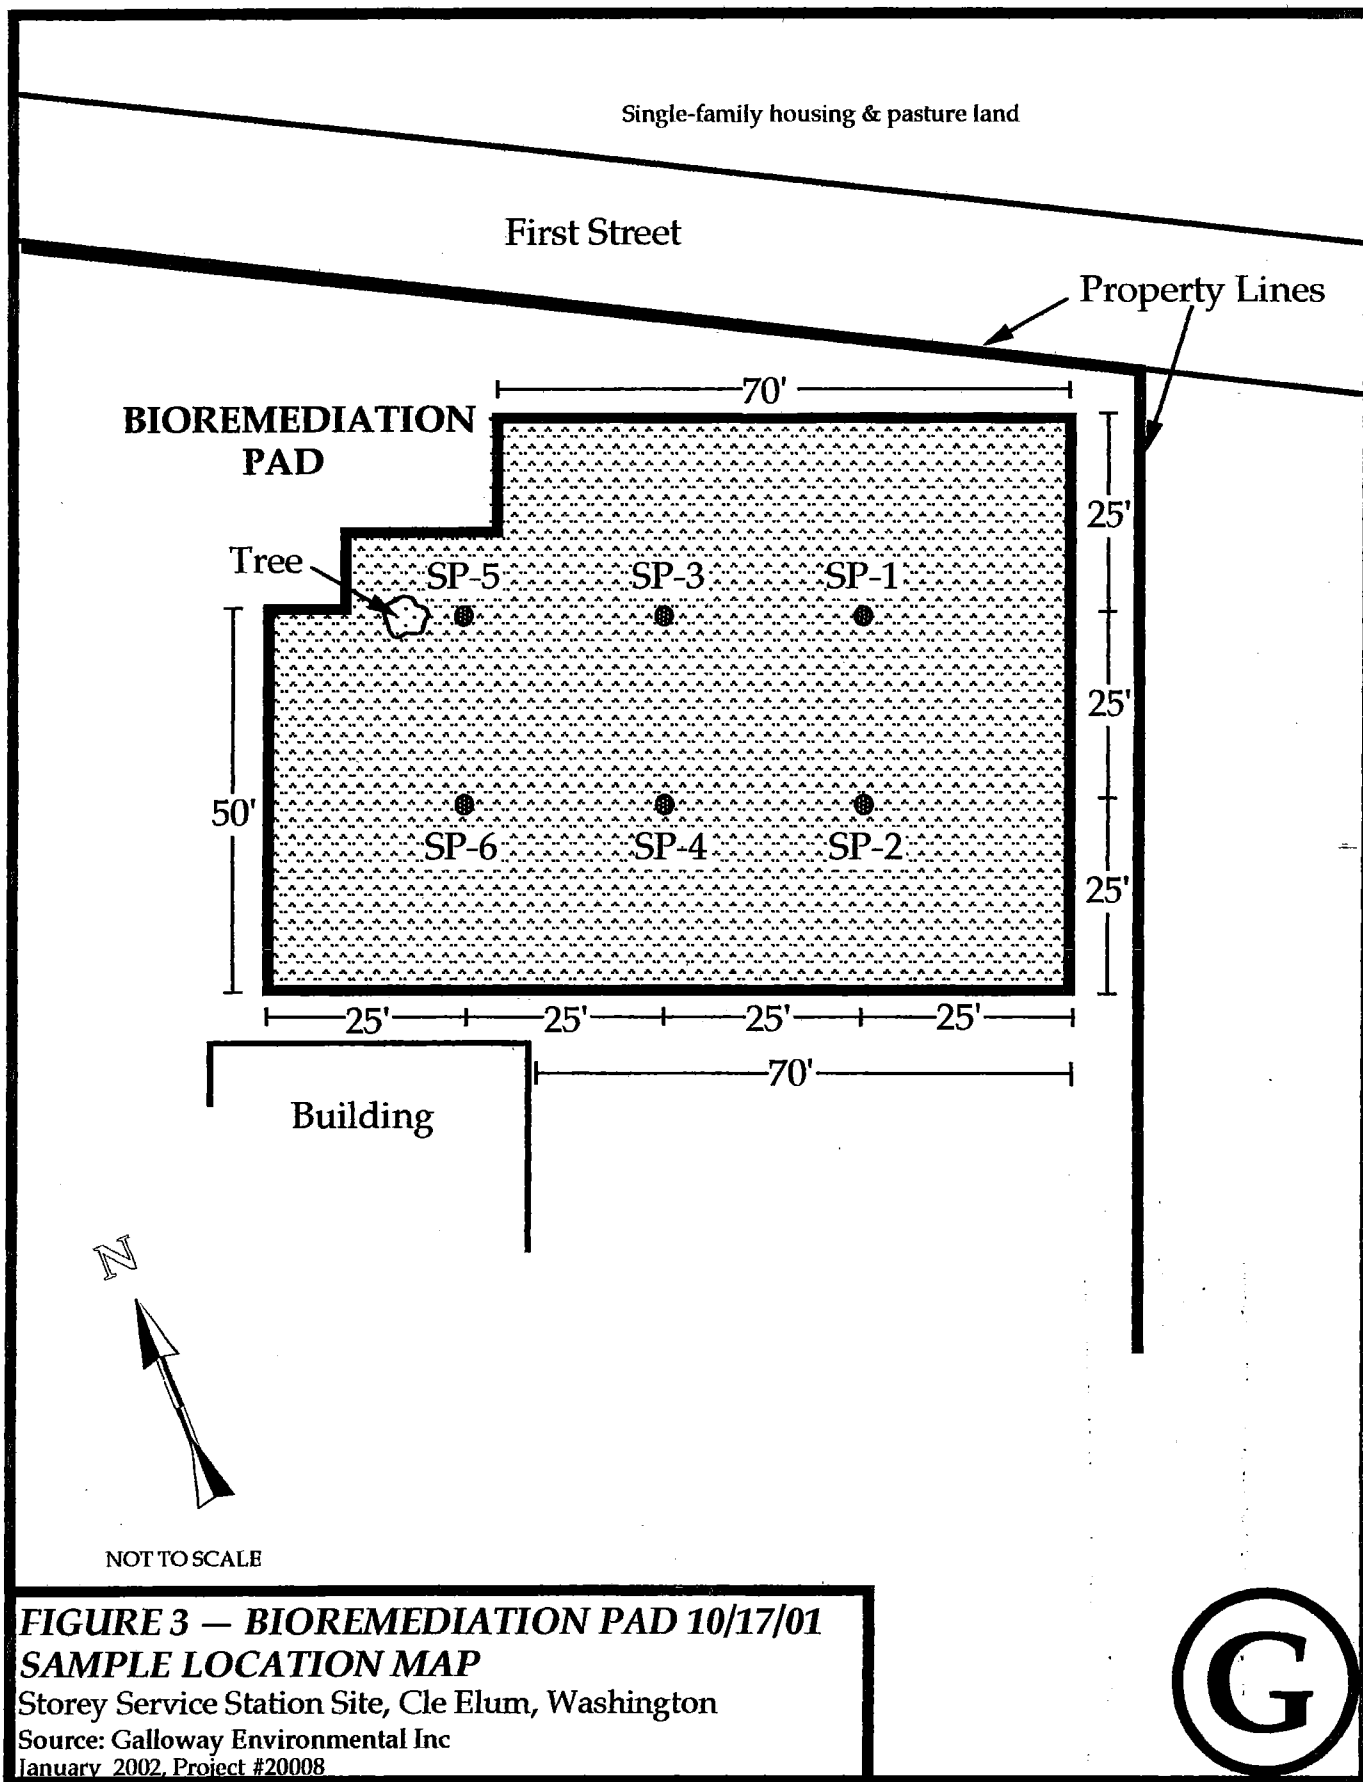 Single-family housing & pasture land
First Street
Property Lines
70'
BIOREMEDIATION
PAD
25'
Tree
SP-5
SP-3
SP-1
25'
50'
SP-6
SP-4
SP-2
25'
25'
25'
25'
25'
70'
Building
N
NOT TO SCALE
FIGURE 3 — BIOREMEDIATION PAD 10/17/01
SAMPLE LOCATION MAP
Storey Service Station Site, Cle Elum, Washington
Source: Galloway Environmental Inc
January 2002, Project #20008
G